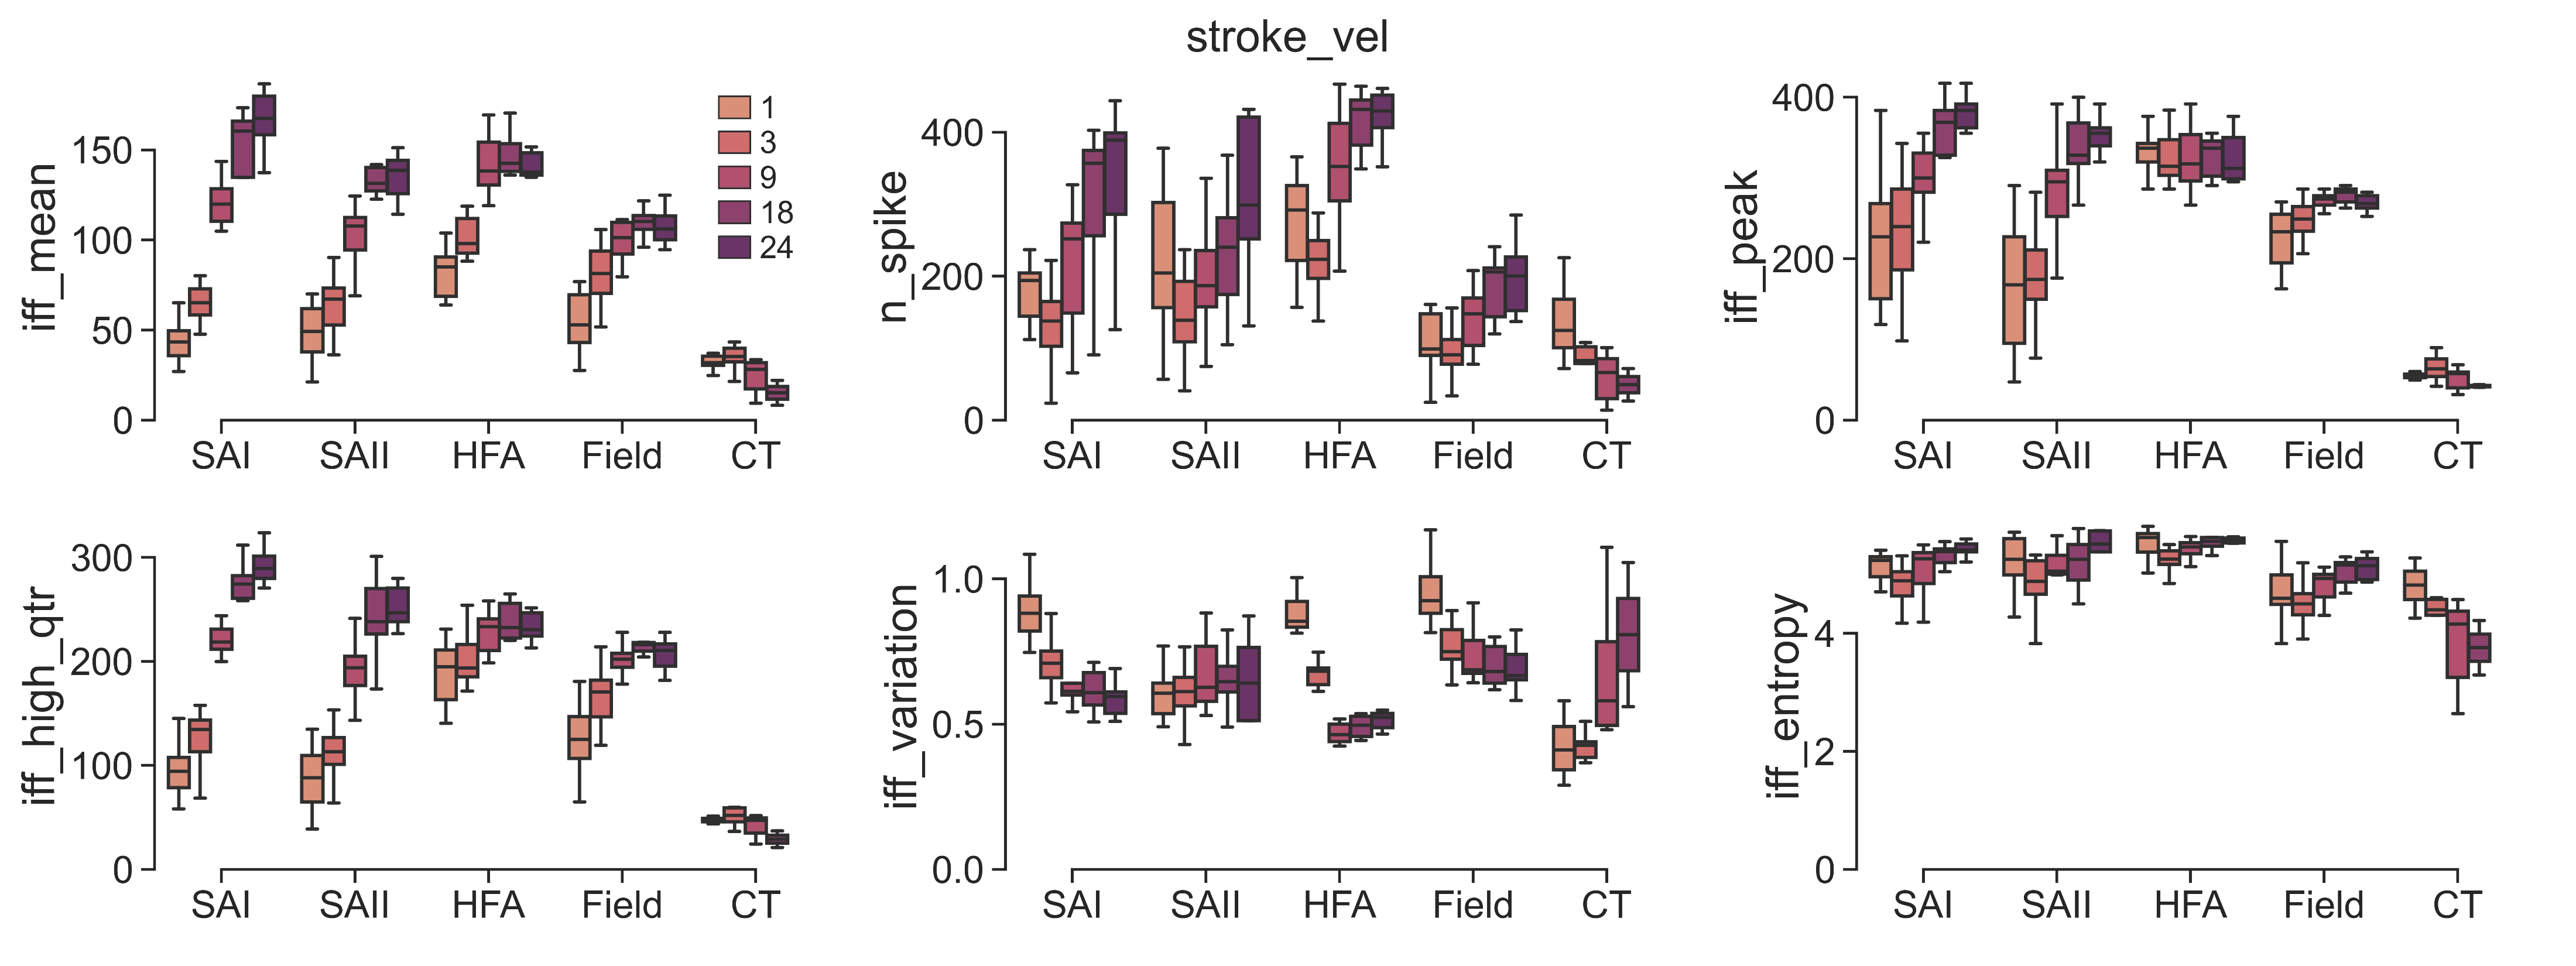 stroke_vel
iff_mean
150
100
50
0
SAI SAII HFA Field CT
1
3
9
18
24
n_spike
400
200
0
SAI SAII HFA Field CT
iff_peak
400
200
0
SAI SAII HFA Field CT
iff_high_qtr
300
200
100
0
SAI SAII HFA Field CT
iff_variation
1.0
0.5
0.0
SAI SAII HFA Field CT
iff_entropy
4
2
0
SAI SAII HFA Field CT